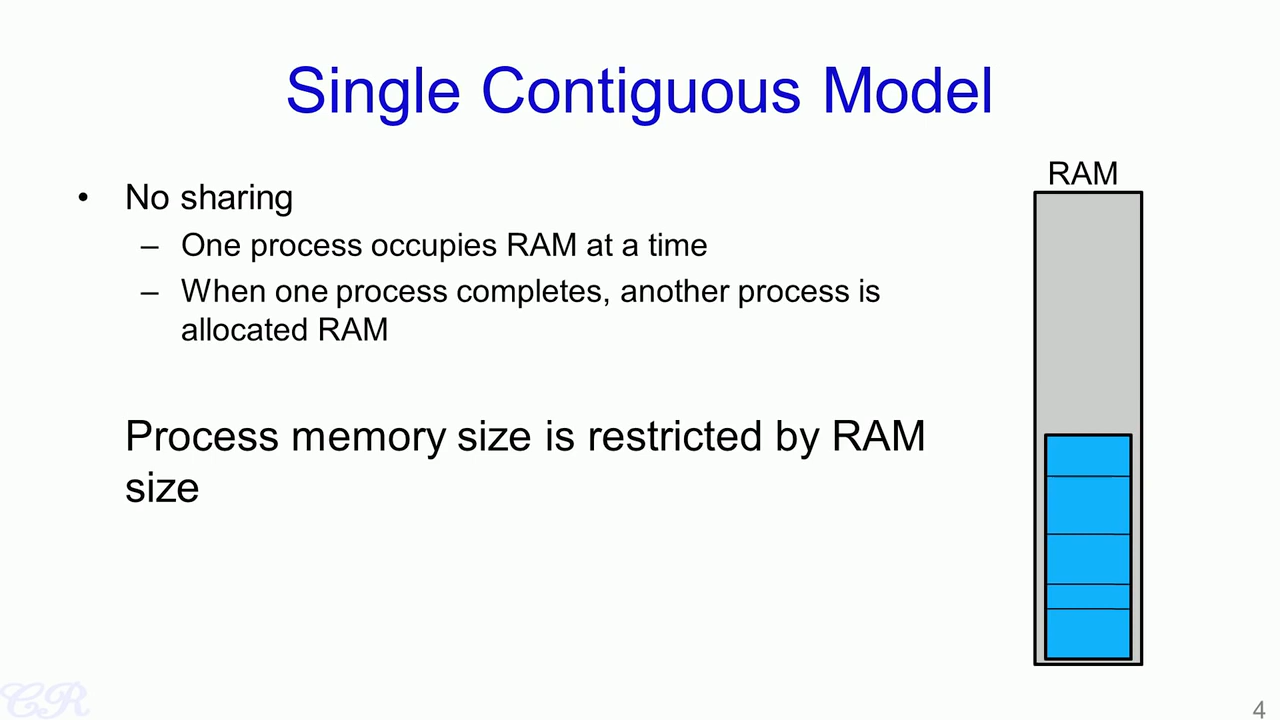 Single Contiguous Model
RAM
• No sharing
– One process occupies RAM at a time
– When one process completes, another process is
allocated RAM
Process memory size is restricted by RAM
size
CR
4